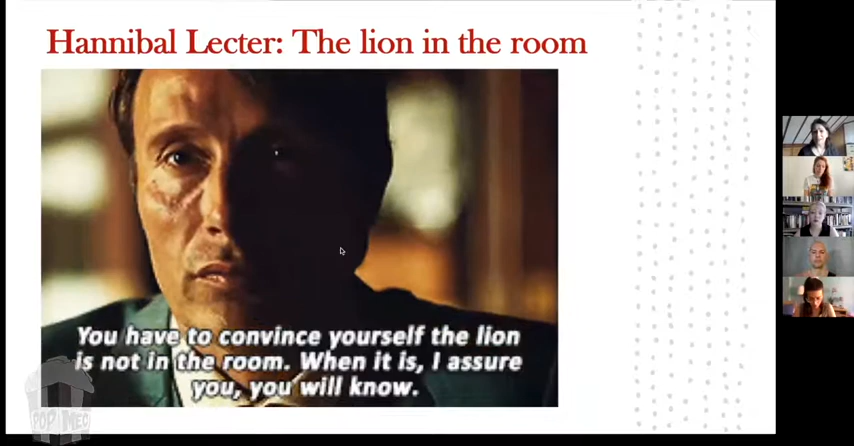 Hannibal Lecter: The lion in the room
You have to convince yourself the lion
is not in the room. When it is, I assure
you, you will know.
POP MEC